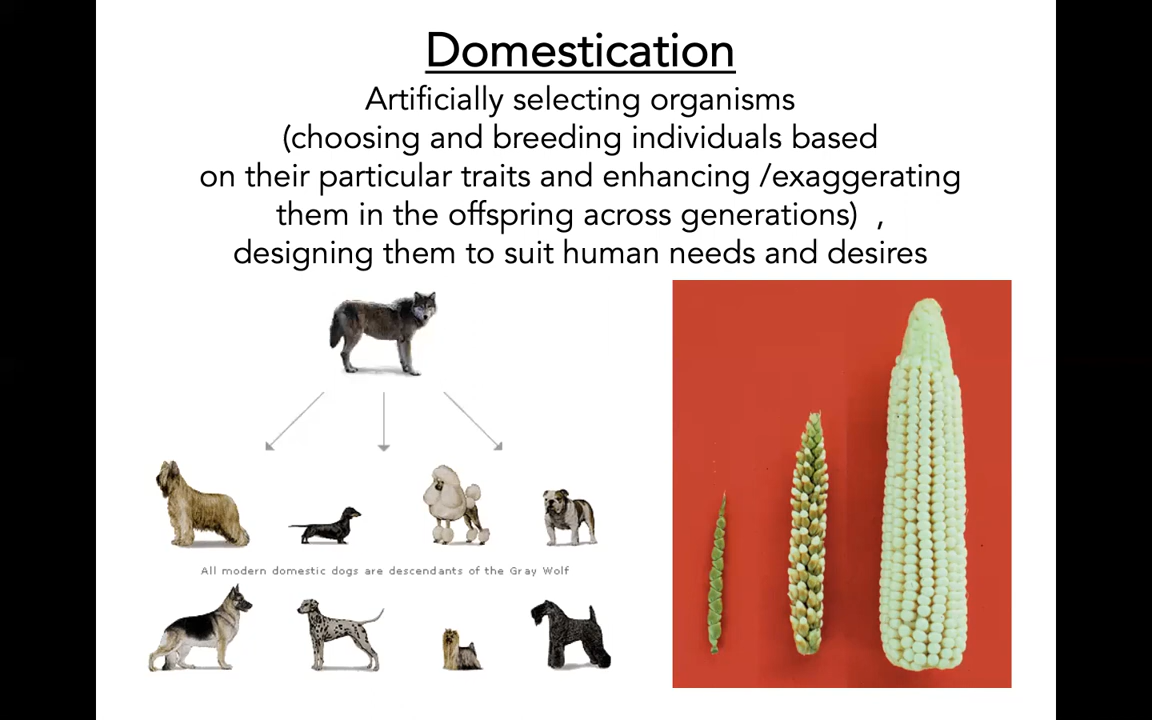 Domestication
Artificially selecting organisms
(choosing and breeding individuals based
on their particular traits and enhancing /exaggerating
them in the offspring across generations)  ,
designing them to suit human needs and desires
All modern domestic dogs are descendants of the Gray Wolf